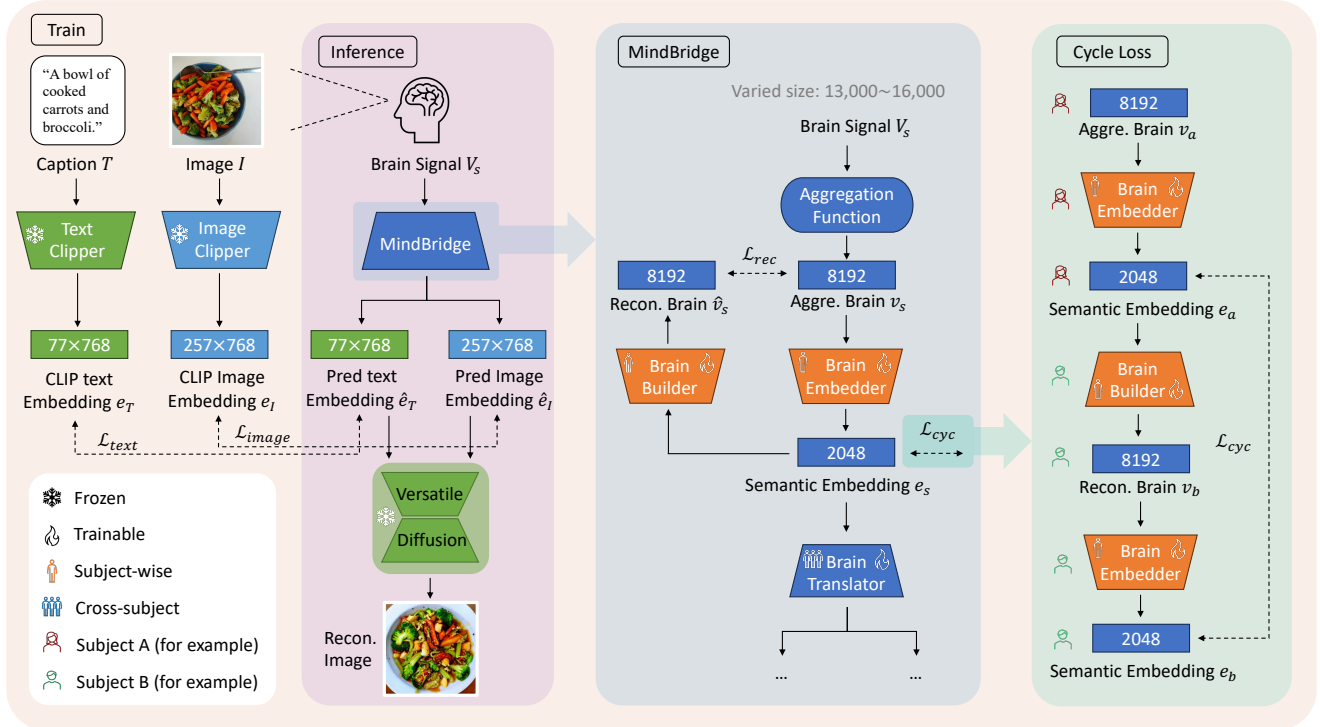 Train
“A bowl of
cooked
carrots and
broccoli.”
Caption T
Image I
Text
Clipper
Image
Clipper
77×768
257×768
CLIP text
Embedding e_T
CLIP Image
Embedding e_I
ℒ_text
ℒ_image
Frozen
Trainable
Subject-wise
Cross-subject
Subject A (for example)
Subject B (for example)
Inference
Brain Signal V_s
MindBridge
77×768
257×768
Pred text
Embedding ê_T
Pred Image
Embedding ê_I
Versatile
Diffusion
Recon.
Image
MindBridge
Varied size: 13,000~16,000
Brain Signal V_s
Aggregation
Function
ℒ_rec
8192
8192
Recon. Brain v̂_s
Aggre. Brain v_s
Brain
Builder
Brain
Embedder
ℒ_cyc
2048
Semantic Embedding e_s
Brain
Translator
...
...
Cycle Loss
8192
Aggre. Brain v_a
Brain
Embedder
2048
Semantic Embedding e_a
Brain
Builder
ℒ_cyc
8192
Recon. Brain v_b
Brain
Embedder
2048
Semantic Embedding e_b